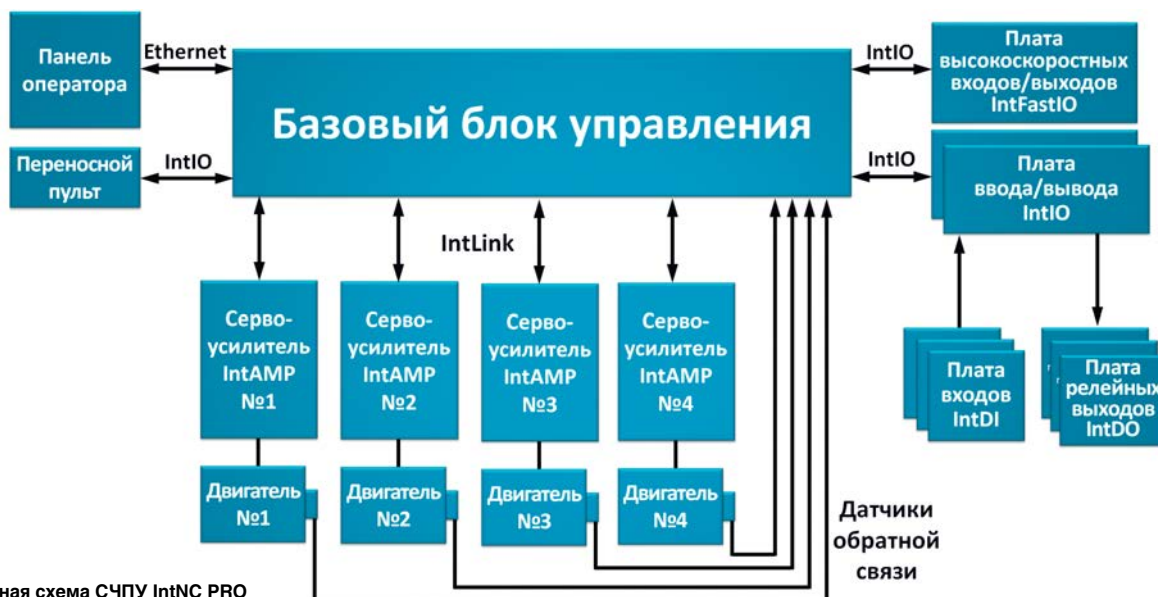 Панель
оператора
Ethernet
Переносной
пульт
IntIO
Базовый блок управления
IntIO
Плата
высокоскоростных
входов/выходов
IntFastIO
IntIO
Плата
ввода/вывода
IntIO
IntLink
Серво-
усилитель
IntAMP
№1
Серво-
усилитель
IntAMP
№2
Серво-
усилитель
IntAMP
№3
Серво-
усилитель
IntAMP
№4
Плата
входов
IntDI
Плата
релейных
выходов
IntDO
Двигатель
№1
Двигатель
№2
Двигатель
№3
Двигатель
№4
Датчики
обратной
связи
схема СЧПУ IntNC PRO